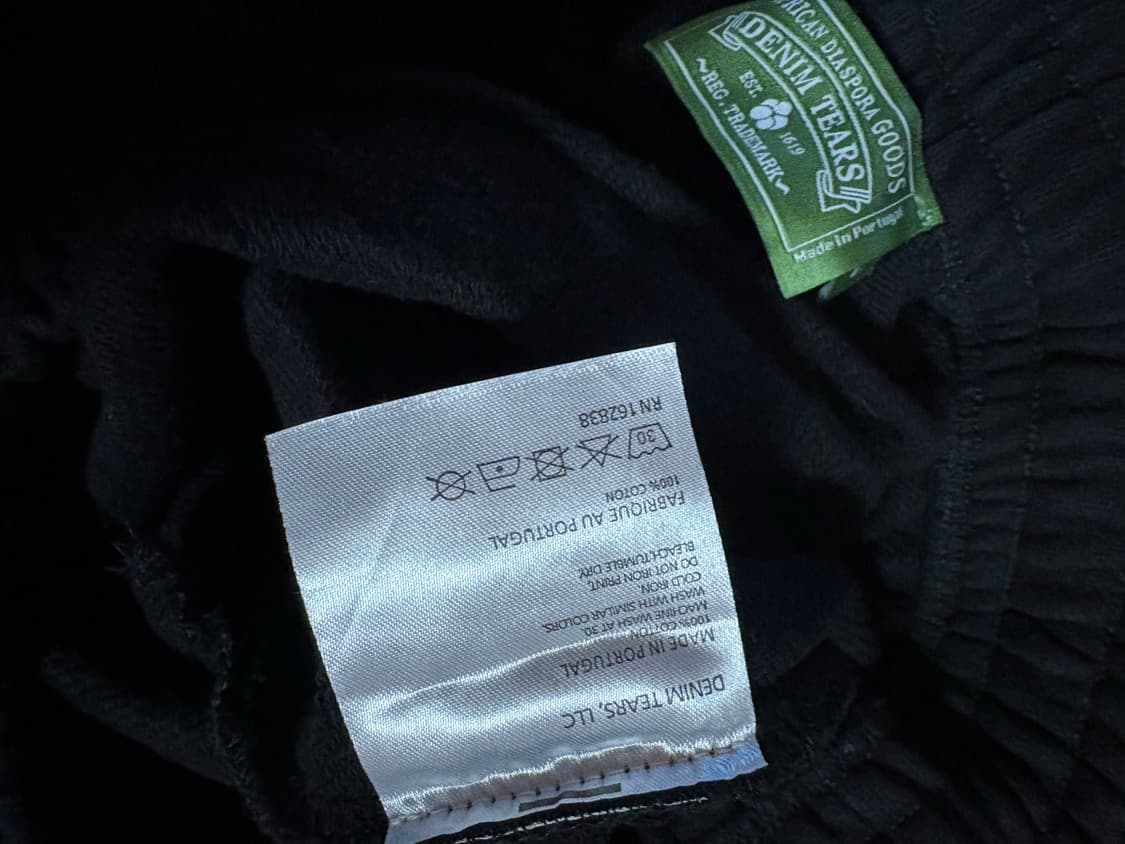 RICAN DIASPORA GOODS
DENIM TEARS
EST. 1619
~REG. TRADEMARK~
Made in Portugal
DENIM TEARS, LLC
MADE IN PORTUGAL
100% COTTON
MACHINE WASH AT 30.
WASH WITH SIMILAR COLORS.
COLD IRON
DO NOT IRON PRINT.
BLEACH.TUMBLE DRY.
FABRIQUE AU PORTUGAL
100% COTON
30
RN 162838